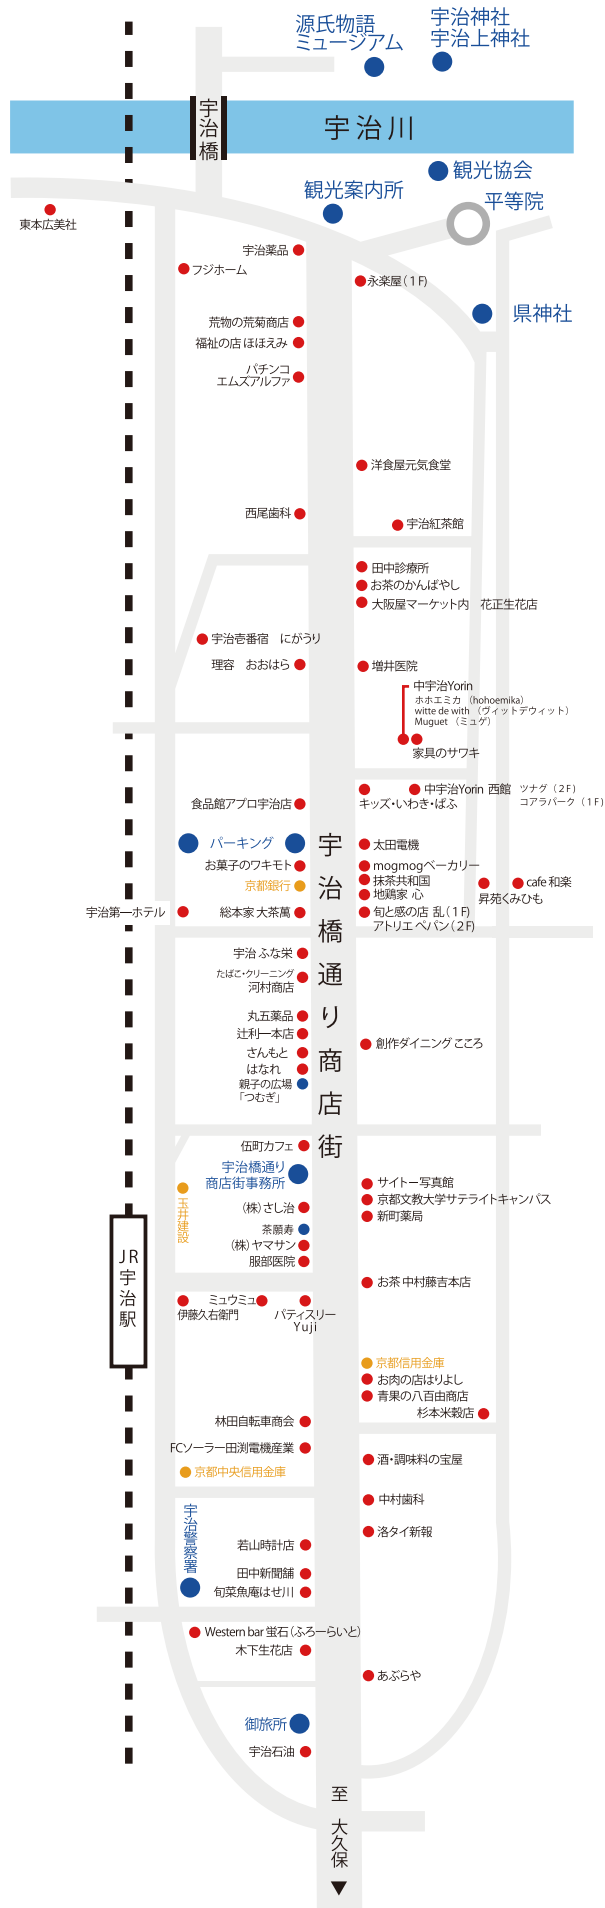 源氏物語
ミュージアム
宇治神社
宇治上神社
宇治橋
宇治川
観光協会
観光案内所
平等院
東本広美社
宇治薬品
フジホーム
永楽屋(1F)
県神社
荒物の荒菊商店
福祉の店 ほほえみ
パチンコ
エムズアルファ
洋食屋元気食堂
西尾歯科
宇治紅茶館
田中診療所
お茶のかんばやし
大阪屋マーケット内　花正生花店
宇治壱番宿　にがうり
理容　おおはら
増井医院
中宇治Yorin
ホホエミカ （hohoemika）
witte de with （ヴィットデウィット）
Muguet （ミュゲ）
家具のサワキ
中宇治Yorin 西館　ツナグ（2F）
コアラパーク（1F）
食品館アプロ宇治店
キッズ・いわき・ぱふ
パーキング
宇治橋通り商店街
太田電機
お菓子のワキモト
mogmogベーカリー
京都銀行
抹茶共和国
cafe 和楽
地鶏家 心
昇苑くみひも
宇治第一ホテル
総本家 大茶萬
旬と感の店 乱(1F)
アトリエ ペパン(2F)
宇治 ふな栄
たばこ・クリーニング
河村商店
丸五薬品
辻利一本店
さんもと
創作ダイニング こころ
はなれ
親子の広場
「つむぎ」
伍町カフェ
宇治橋通り
商店街事務所
サイトー写真館
玉井建設
京都文教大学サテライトキャンパス
(株)さし治
新町薬局
茶願寿
(株)ヤマサン
服部医院
JR宇治駅
お茶 中村藤吉本店
ミュウミュ
伊藤久右衛門
パティスリー
Yuji
京都信用金庫
お肉の店はりよし
青果の八百由商店
杉本米穀店
林田自転車商会
FCソーラー田渕電機産業
酒・調味料の宝屋
京都中央信用金庫
中村歯科
宇治警察署
洛タイ新報
若山時計店
田中新聞舗
旬菜魚庵はせ川
Western bar 蛍石(ふろーらいと)
木下生花店
あぶらや
御旅所
宇治石油
至 大久保